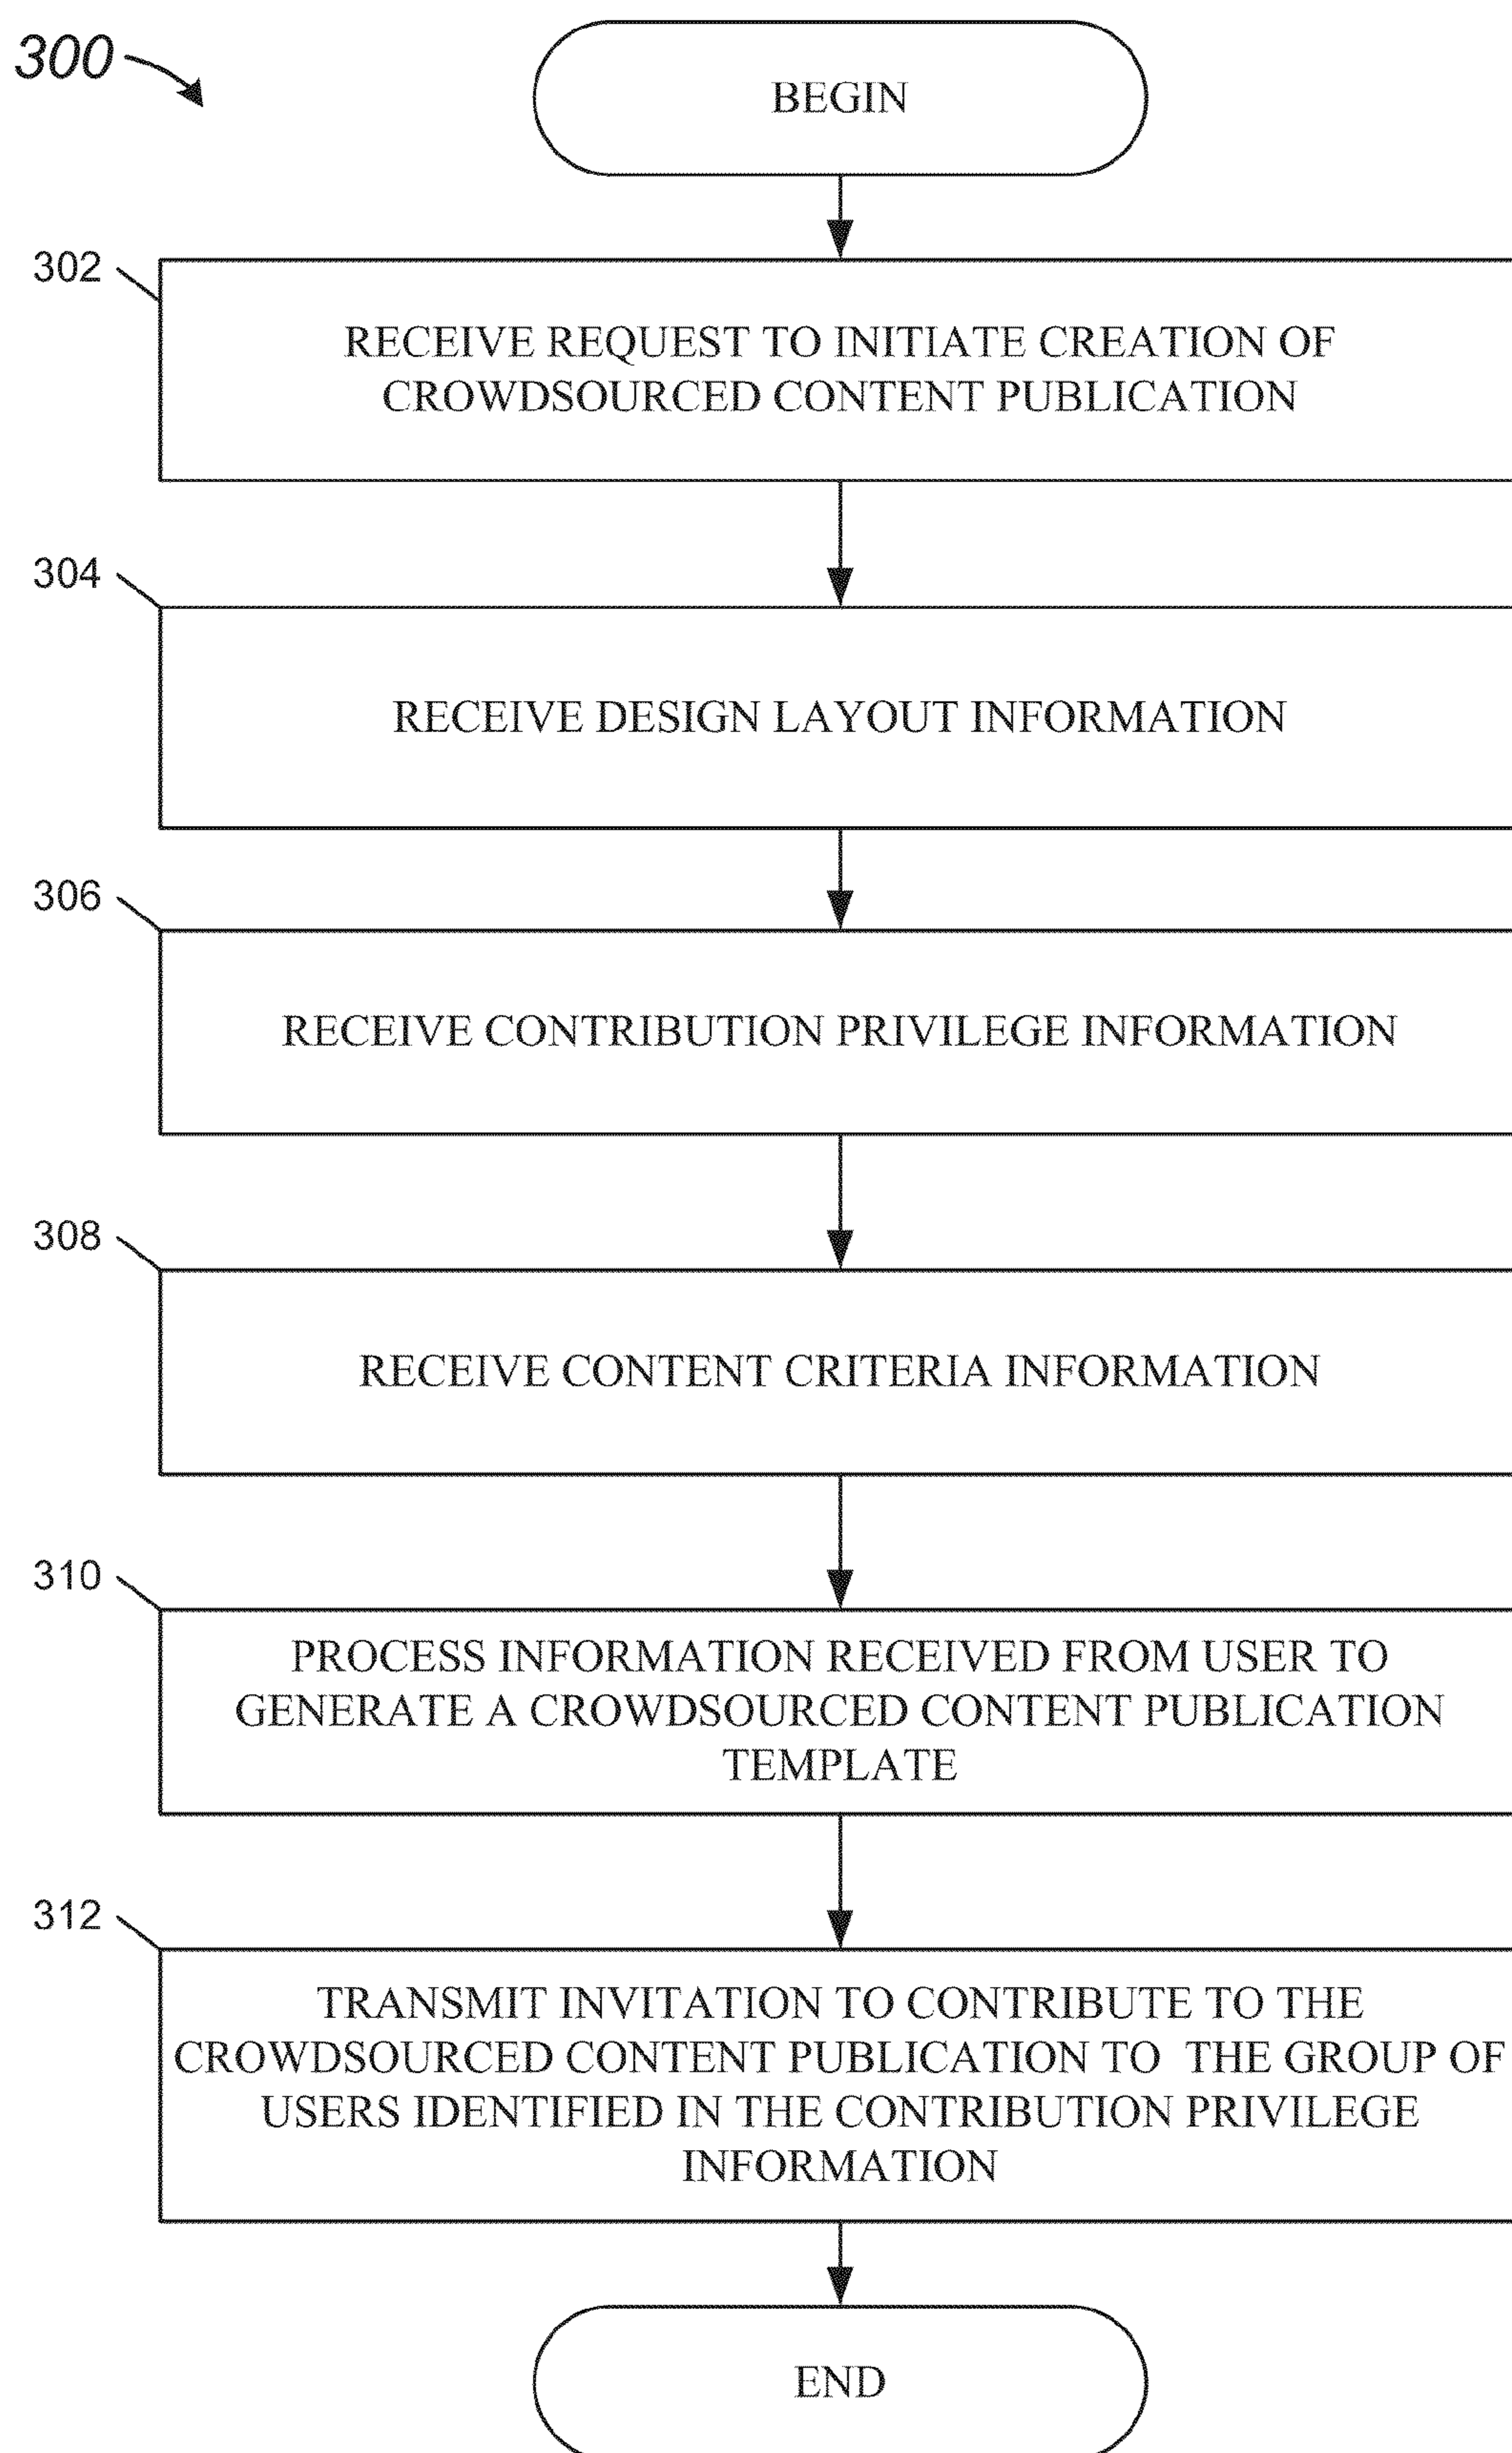 300
BEGIN
302
RECEIVE REQUEST TO INITIATE CREATION OF
CROWDSOURCED CONTENT PUBLICATION
304
RECEIVE DESIGN LAYOUT INFORMATION
306
RECEIVE CONTRIBUTION PRIVILEGE INFORMATION
308
RECEIVE CONTENT CRITERIA INFORMATION
310
PROCESS INFORMATION RECEIVED FROM USER TO
GENERATE A CROWDSOURCED CONTENT PUBLICATION
TEMPLATE
312
TRANSMIT INVITATION TO CONTRIBUTE TO THE
CROWDSOURCED CONTENT PUBLICATION TO THE GROUP OF
USERS IDENTIFIED IN THE CONTRIBUTION PRIVILEGE
INFORMATION
END